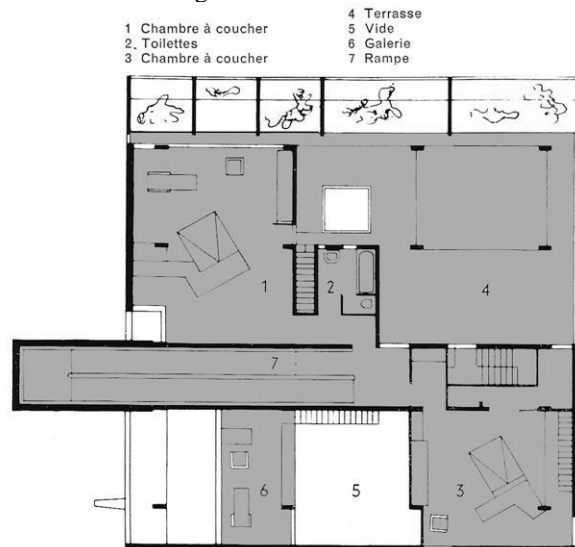 1 Chambre à coucher
2. Toilettes
3 Chambre à coucher
4 Terrasse
5 Vide
6 Galerie
7 Rampe
1
2
4
7
6
5
3